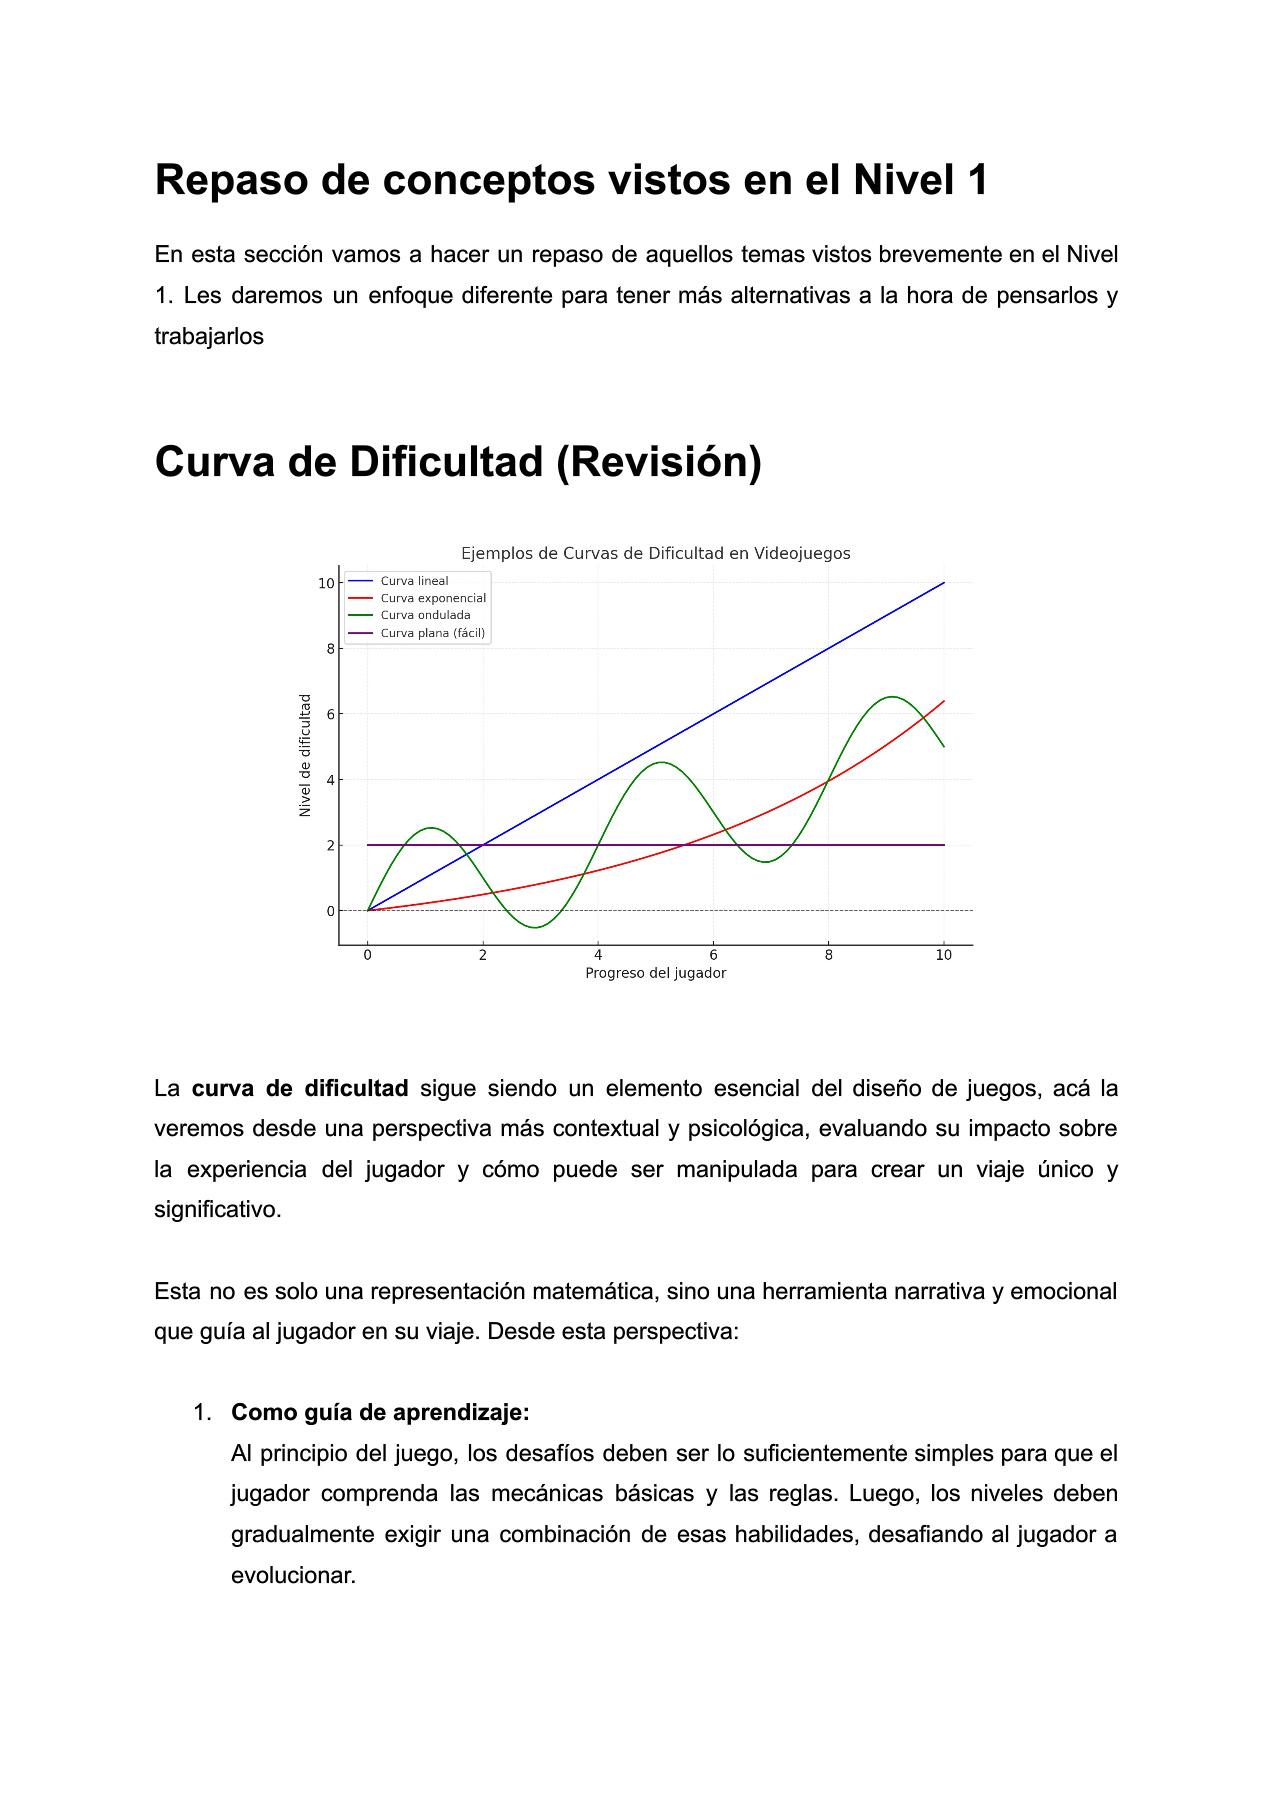 Repaso de conceptos vistos en el Nivel 1
En esta sección vamos a hacer un repaso de aquellos temas vistos brevemente en el Nivel
1. Les daremos un enfoque diferente para tener más alternativas a la hora de pensarlos y
trabajarlos
Curva de Dificultad (Revisión)
Ejemplos de Curvas de Dificultad en Videojuegos
Curva lineal
Curva exponencial
Curva ondulada
Curva plana (fácil)
Nivel de dificultad
10
8
6
4
2
0
0 2 4 6 8 10
Progreso del jugador
La curva de dificultad sigue siendo un elemento esencial del diseño de juegos, acá la
veremos desde una perspectiva más contextual y psicológica, evaluando su impacto sobre
la experiencia del jugador y cómo puede ser manipulada para crear un viaje único y
significativo.
Esta no es solo una representación matemática, sino una herramienta narrativa y emocional
que guía al jugador en su viaje. Desde esta perspectiva:
1. Como guía de aprendizaje:
Al principio del juego, los desafíos deben ser lo suficientemente simples para que el
jugador comprenda las mecánicas básicas y las reglas. Luego, los niveles deben
gradualmente exigir una combinación de esas habilidades, desafiando al jugador a
evolucionar.